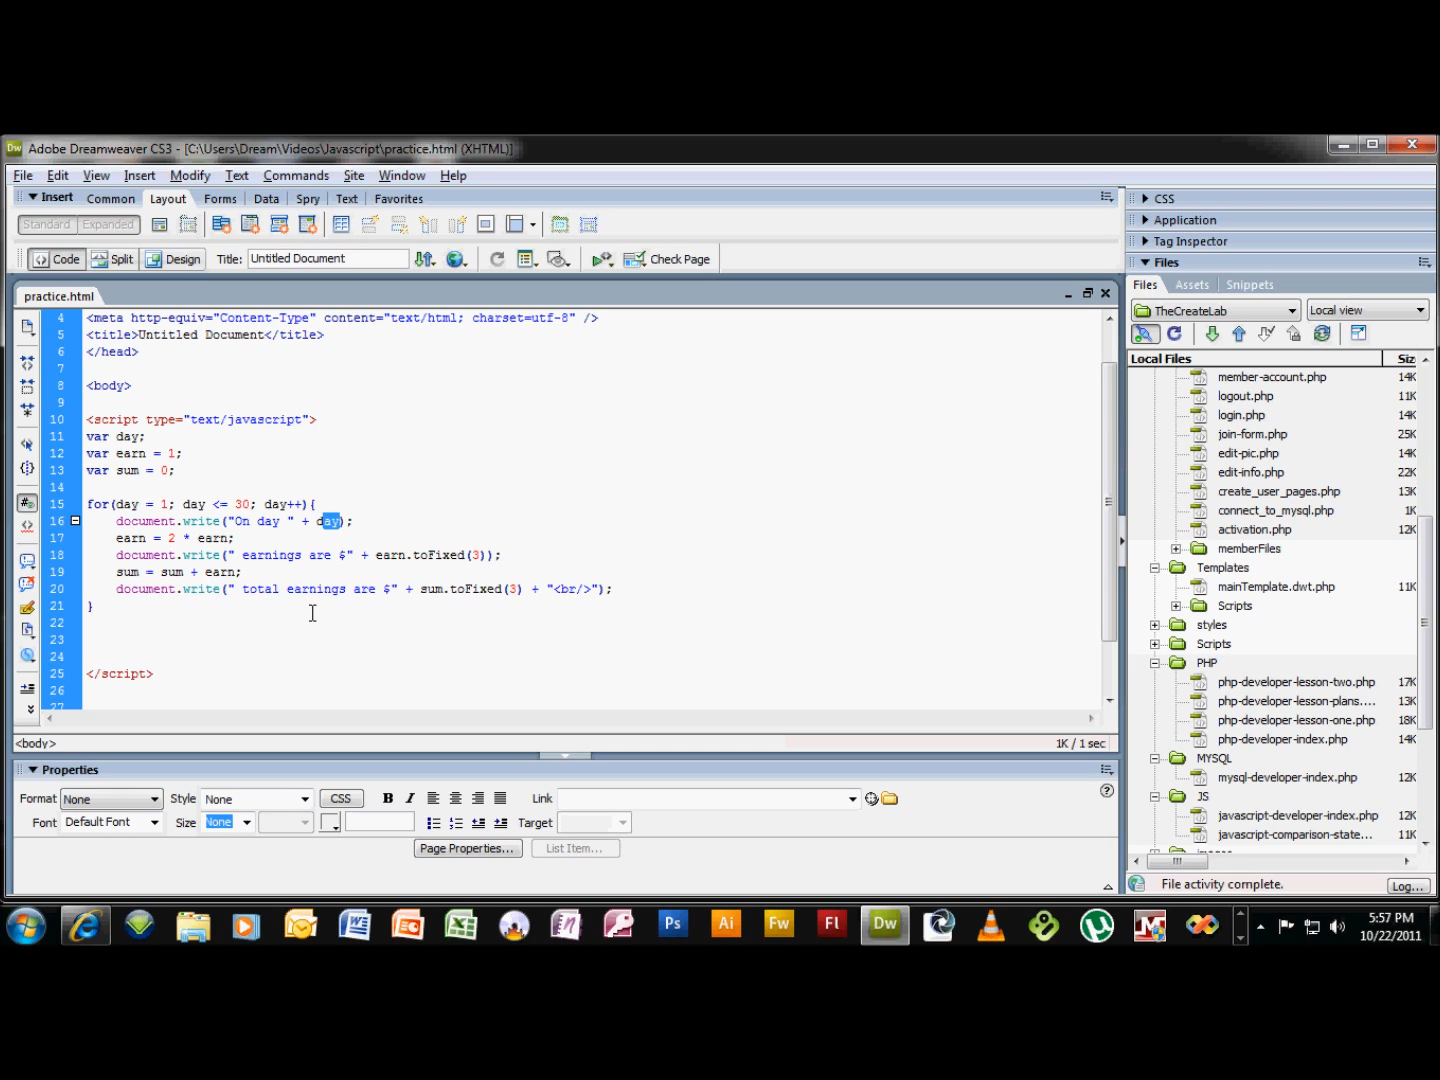 Dw Adobe Dreamweaver CS3 - [C:\Users\Dream\Videos\Javascript\practice.html (XHTML)]
File Edit View Insert Modify Text Commands Site Window Help
Insert Common Layout Forms Data Spry Text Favorites
Standard Expanded
Code Split Design Title: Untitled Document Check Page
practice.html
4 <meta http-equiv="Content-Type" content="text/html; charset=utf-8" />
5 <title>Untitled Document</title>
6 </head>
7
8 <body>
9
10 <script type="text/javascript">
11 var day;
12 var earn = 1;
13 var sum = 0;
14
15 for(day = 1; day <= 30; day++){
16 document.write("On day " + day);
17 earn = 2 * earn;
18 document.write(" earnings are $" + earn.toFixed(3));
19 sum = sum + earn;
20 document.write(" total earnings are $" + sum.toFixed(3) + "<br/>");
21 }
22
23
24
25 </script>
26
27
<body> 1K / 1 sec
Properties
Format None Style None CSS B I Link
Font Default Font Size None Target
Page Properties... List Item...
CSS
Application
Tag Inspector
Files
Files Assets Snippets
TheCreateLab Local view
Local Files Siz
member-account.php 14K
logout.php 11K
login.php 14K
join-form.php 25K
edit-pic.php 14K
edit-info.php 22K
create_user_pages.php 13K
connect_to_mysql.php 1K
activation.php 12K
memberFiles
Templates
mainTemplate.dwt.php 11K
Scripts
styles
Scripts
PHP
php-developer-lesson-two.php 17K
php-developer-lesson-plans.... 13K
php-developer-lesson-one.php 18K
php-developer-index.php 14K
MYSQL
mysql-developer-index.php 12K
JS
javascript-developer-index.php 12K
javascript-comparison-state... 11K
File activity complete. Log...
Ps Ai Fw Fl Dw
5:57 PM
10/22/2011